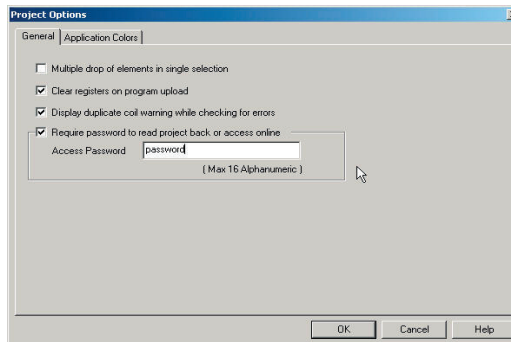 Project Options
General
Application Colors
Multiple drop of elements in single selection
Clear registers on program upload
Display duplicate coil warning while checking for errors
Require password to read project back or access online
Access Password
password
( Max 16 Alphanumeric )
OK
Cancel
Help